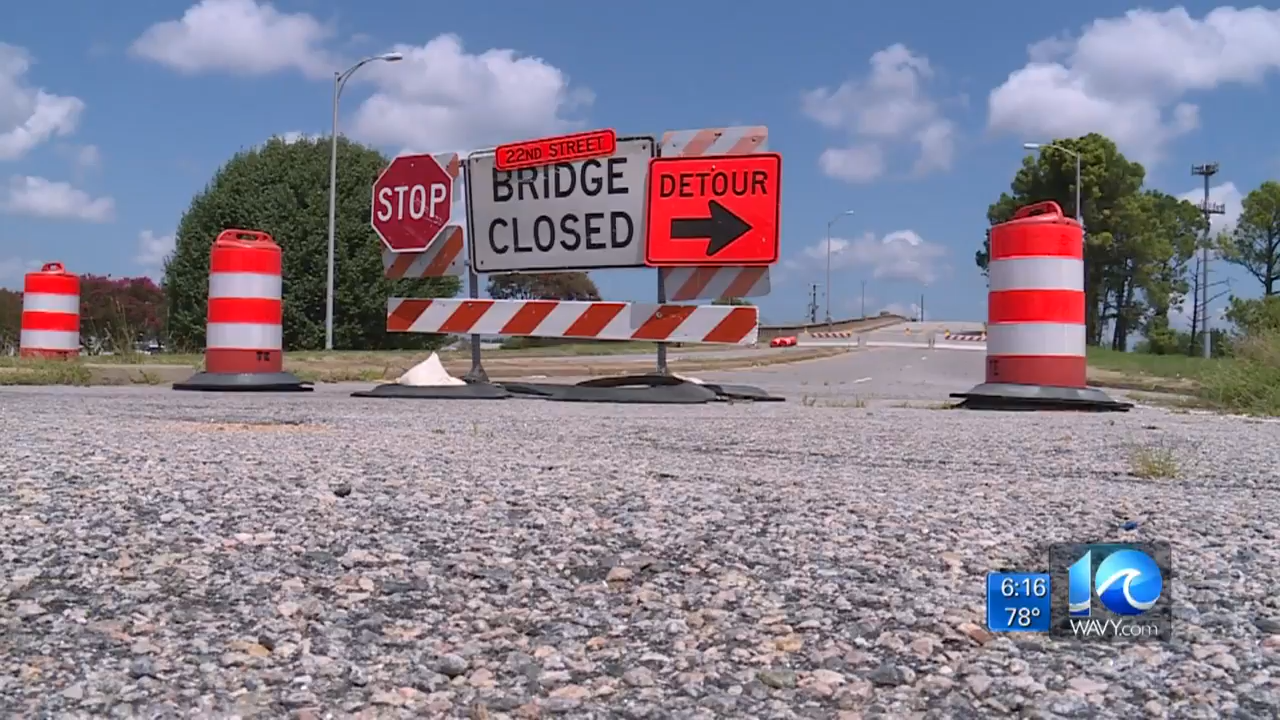 22ND STREET
STOP
BRIDGE
CLOSED
DETOUR
6:16
78°
10
WAVY.com